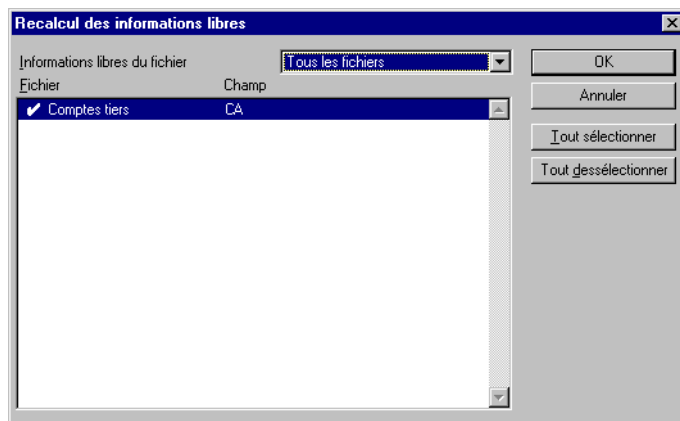 Recalcul des informations libres
Informations libres du fichier Tous les fichiers
Fichier Champ
Comptes tiers CA
OK
Annuler
Tout sélectionner
Tout dessélectionner